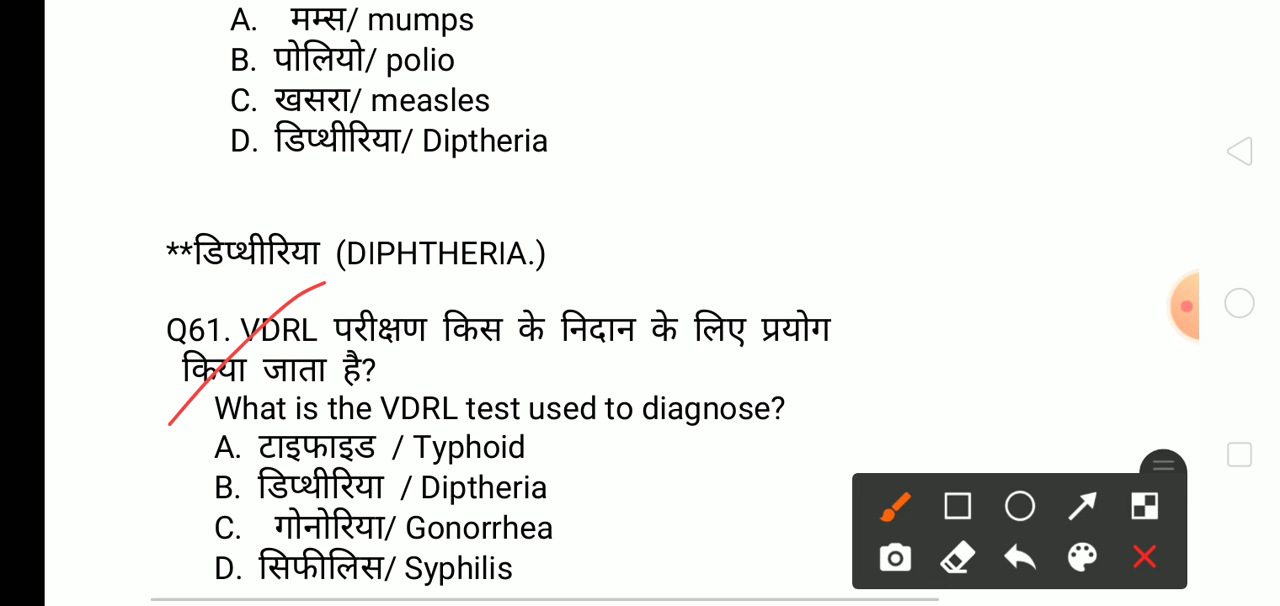 A. मम्स/ mumps
B. पोलियो/ polio
C. खसरा/ measles
D. डिप्थीरिया/ Diptheria
**डिप्थीरिया (DIPHTHERIA.)
Q61. VDRL परीक्षण किस के निदान के लिए प्रयोग
किया जाता है?
What is the VDRL test used to diagnose?
A. टाइफाइड / Typhoid
B. डिप्थीरिया / Diptheria
C. गोनोरिया/ Gonorrhea
D. सिफीलिस/ Syphilis